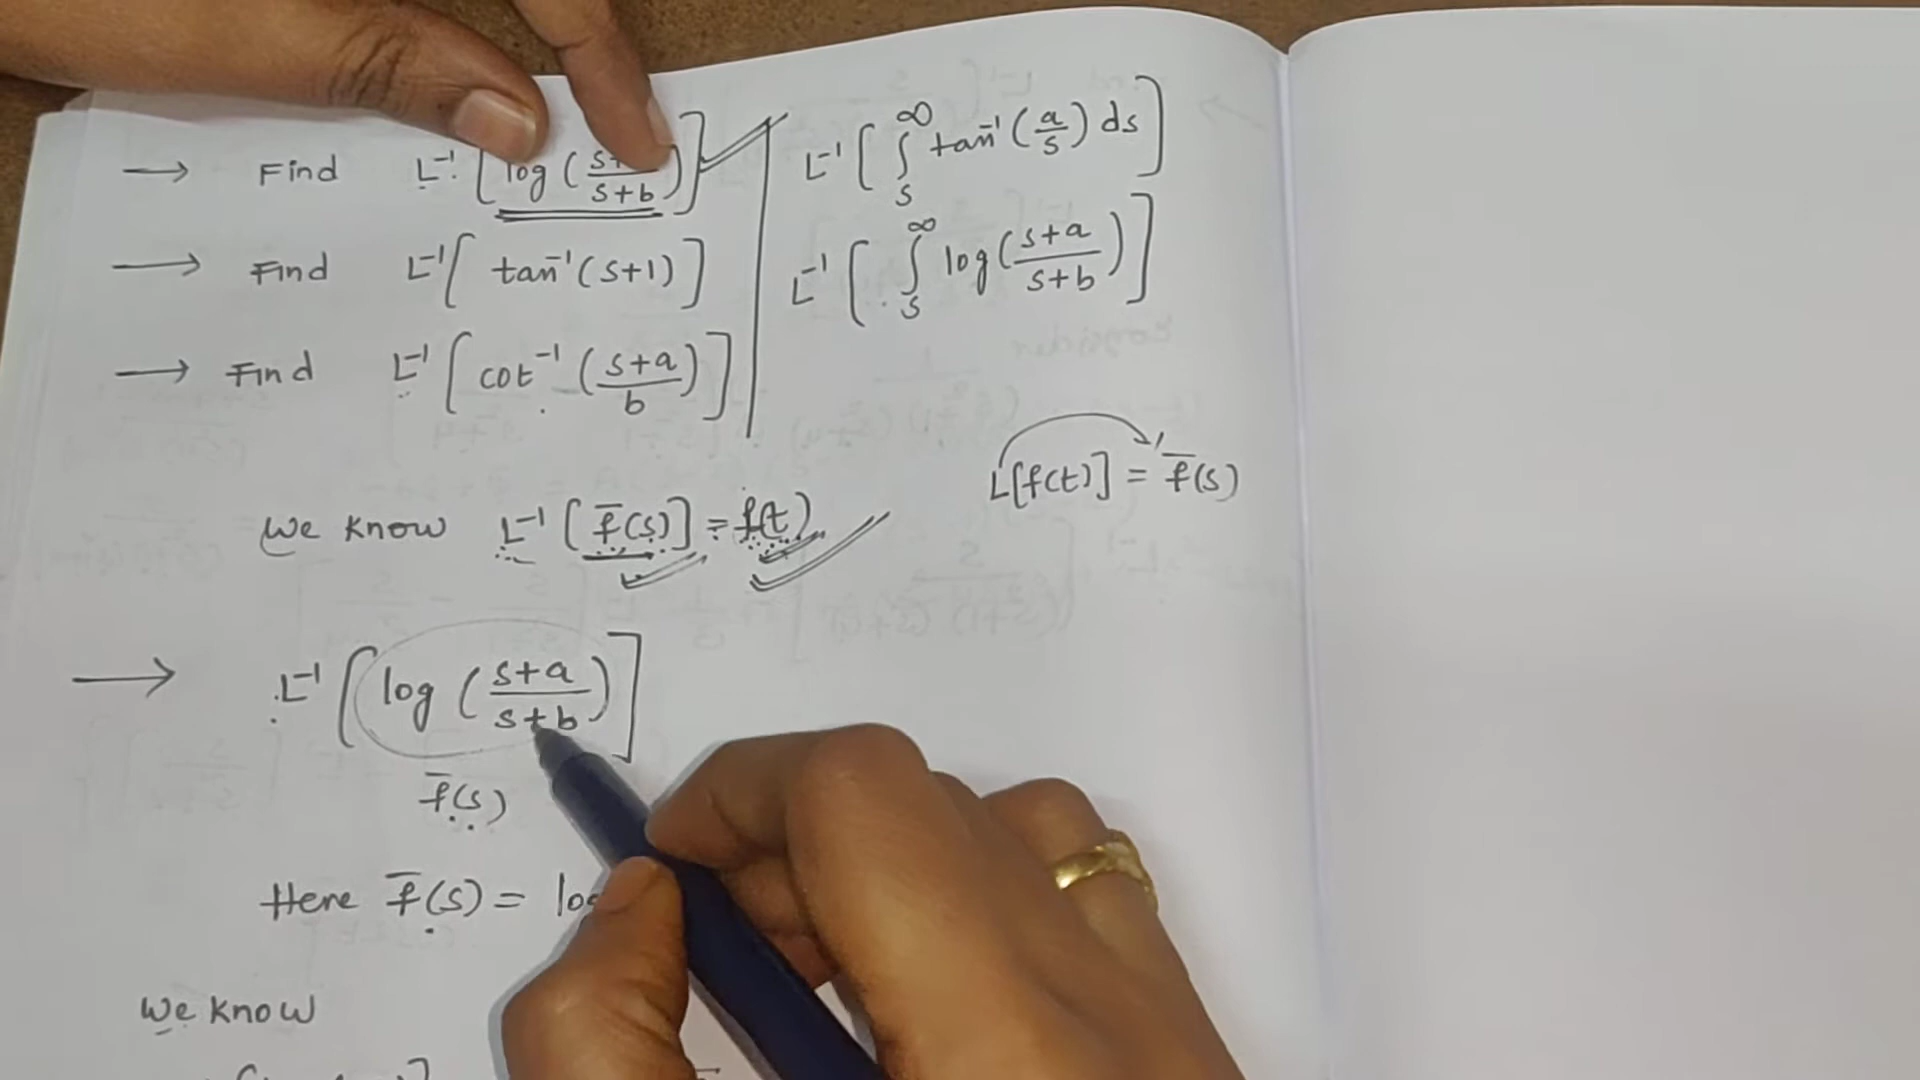 → Find L⁻¹ [log (s+ / s+b)]
→ Find L⁻¹ [tan⁻¹ (s+1)]
→ Find L⁻¹ [cot⁻¹ (s+a / b)]
L⁻¹ [∫ₛ^∞ tan⁻¹ (a/s) ds]
L⁻¹ [∫ₛ^∞ log (s+a / s+b)]
L[f(t)] = f̄(s)
We know L⁻¹ [f̄(s)] = f(t)
→ L⁻¹ [log (s+a / s+b)]
f̄(s)
Here f̄(s) = log
We know